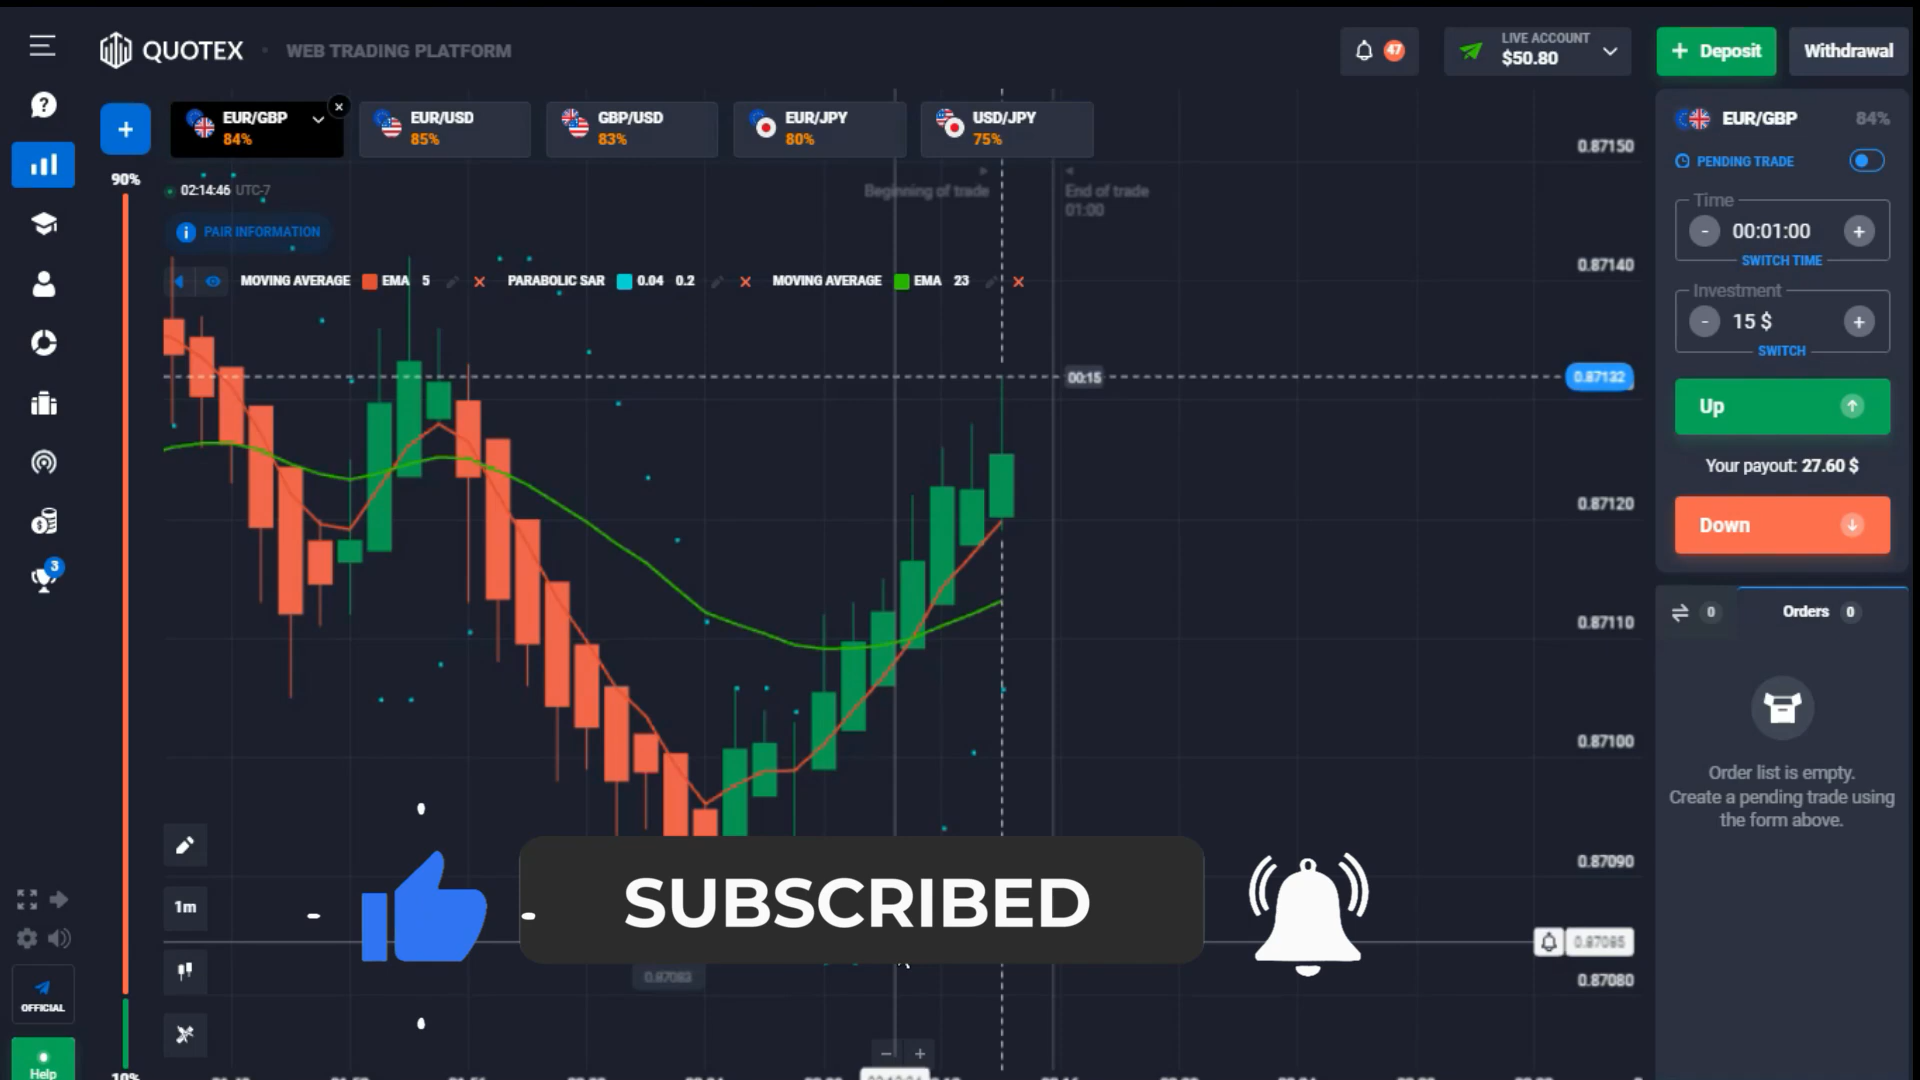 QUOTEX
WEB TRADING PLATFORM
47
LIVE ACCOUNT
$50.80
+ Deposit
Withdrawal
EUR/GBP
84%
EUR/USD
85%
GBP/USD
83%
EUR/JPY
80%
USD/JPY
75%
90%
02:14:46 UTC-7
PAIR INFORMATION
Beginning of trade
End of trade
01:00
MOVING AVERAGE EMA 5
PARABOLIC SAR 0.04 0.2
MOVING AVERAGE EMA 23
00:15
0.87150
0.87140
0.87132
0.87120
0.87110
0.87100
0.87090
0.87085
0.87080
0.87083
EUR/GBP 84%
PENDING TRADE
Time
- 00:01:00 +
SWITCH TIME
Investment
- 15 $ +
SWITCH
Up
Your payout: 27.60 $
Down
0
Orders 0
Order list is empty.
Create a pending trade using
the form above.
3
1m
SUBSCRIBED
OFFICIAL
Help
10%